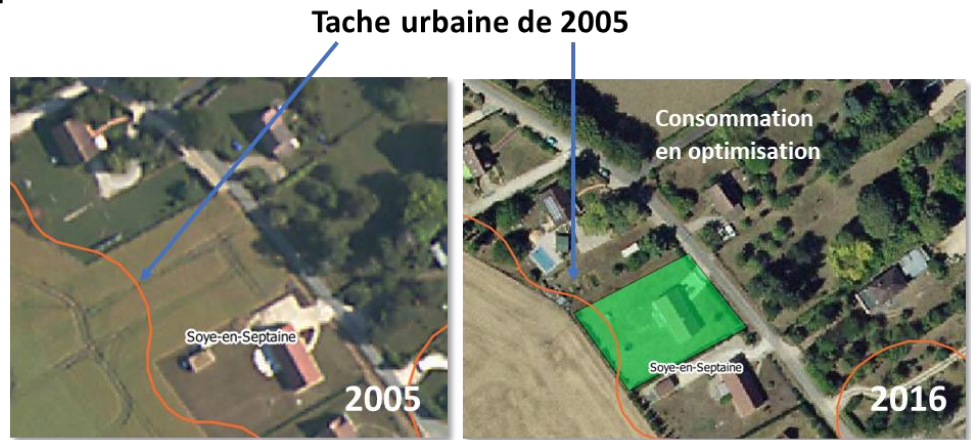 Tache urbaine de 2005
Consommation
en optimisation
Soye-en-Septaine
2005
Soye-en-Septaine
2016